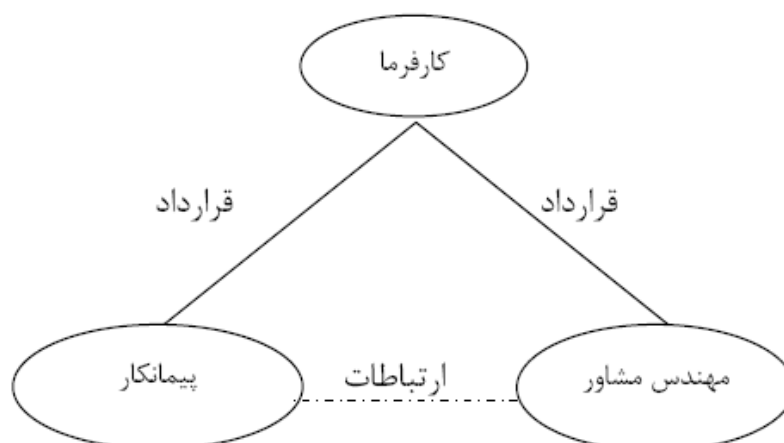 کارفرما
قرارداد
قرارداد
مهندس مشاور
ارتباطات
پیمانکار